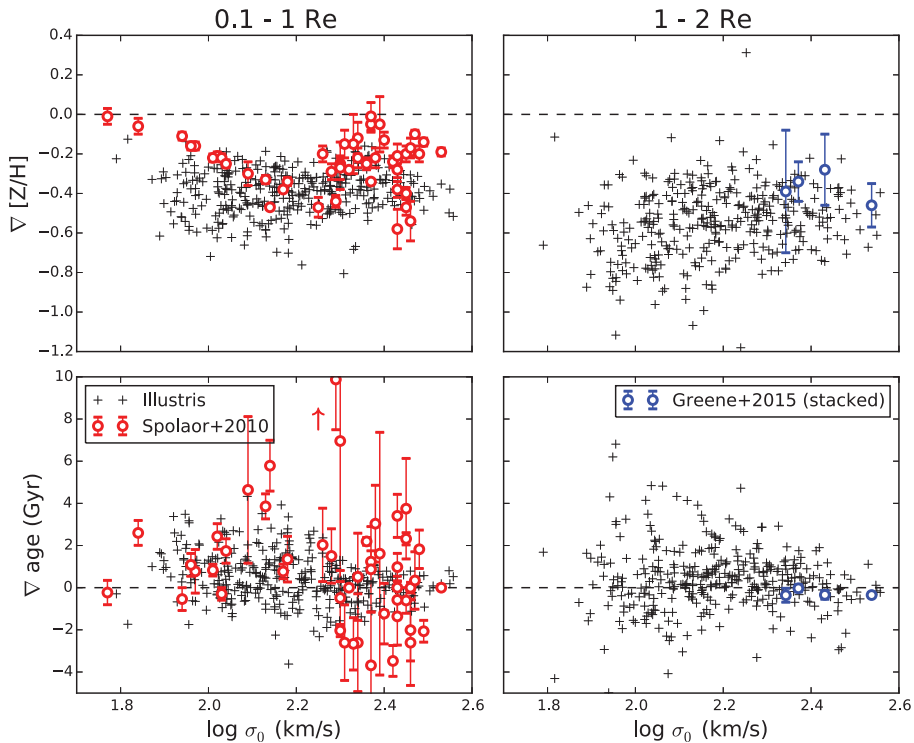 0.1 - 1 Re
1 - 2 Re
0.4
0.2
0.0
−0.2
−0.4
−0.6
−0.8
−1.0
−1.2
∇ [Z/H]
10
8
6
4
2
0
−2
−4
∇ age (Gyr)
Illustris
Spolaor+2010
Greene+2015 (stacked)
1.8 2.0 2.2 2.4 2.6
1.8 2.0 2.2 2.4 2.6
log σ₀ (km/s)
log σ₀ (km/s)